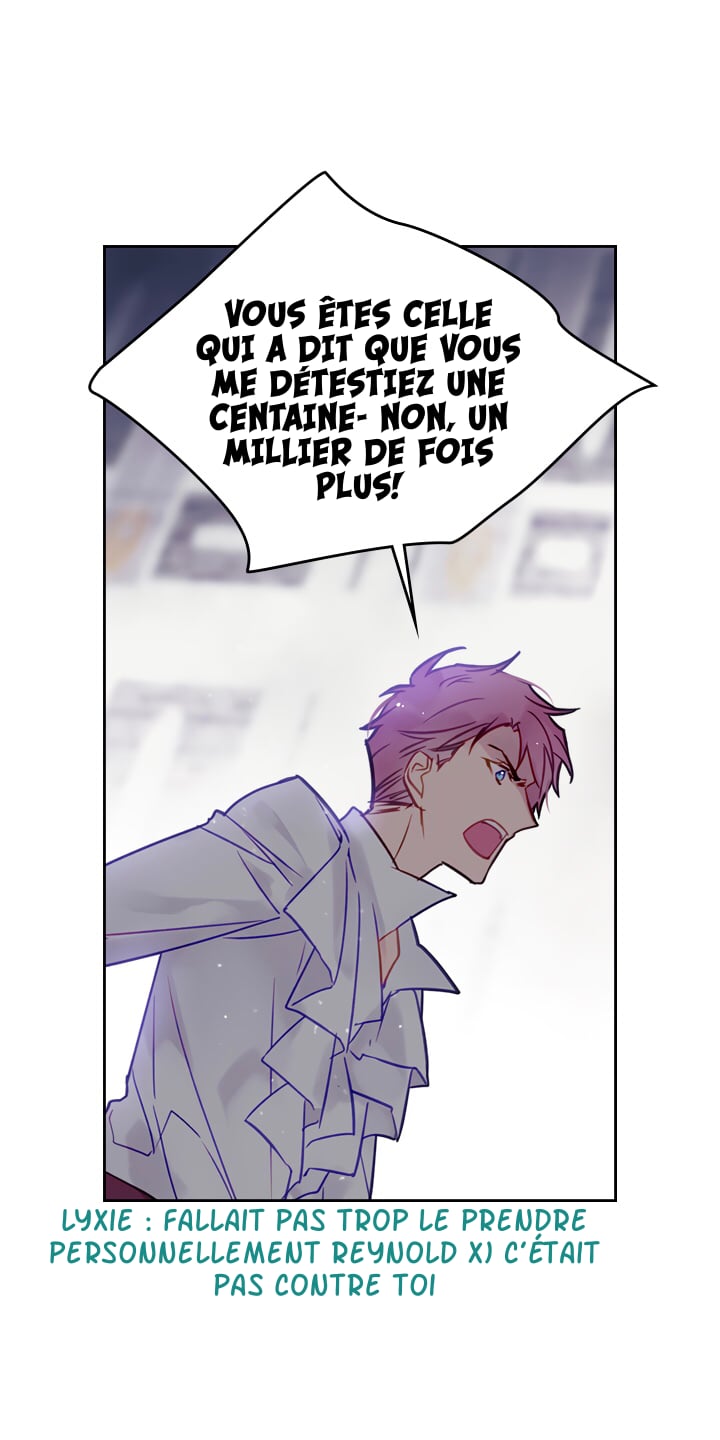 VOUS ÊTES CELLE
QUI A DIT QUE VOUS
ME DÉTESTIEZ UNE
CENTAINE- NON, UN
MILLIER DE FOIS
PLUS!
LYXIE : FALLAIT PAS TROP LE PRENDRE
PERSONNELLEMENT REYNOLD X) C'ÉTAIT
PAS CONTRE TOI